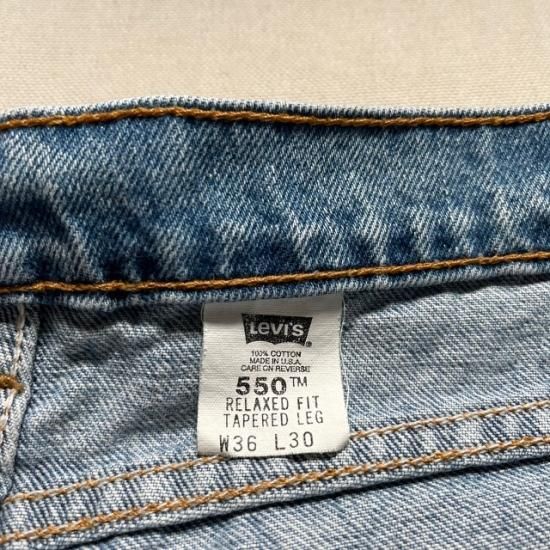 Levi's
100% COTTON
MADE IN U.S.A.
CARE ON REVERSE
550™
RELAXED FIT
TAPERED LEG
W36 L30